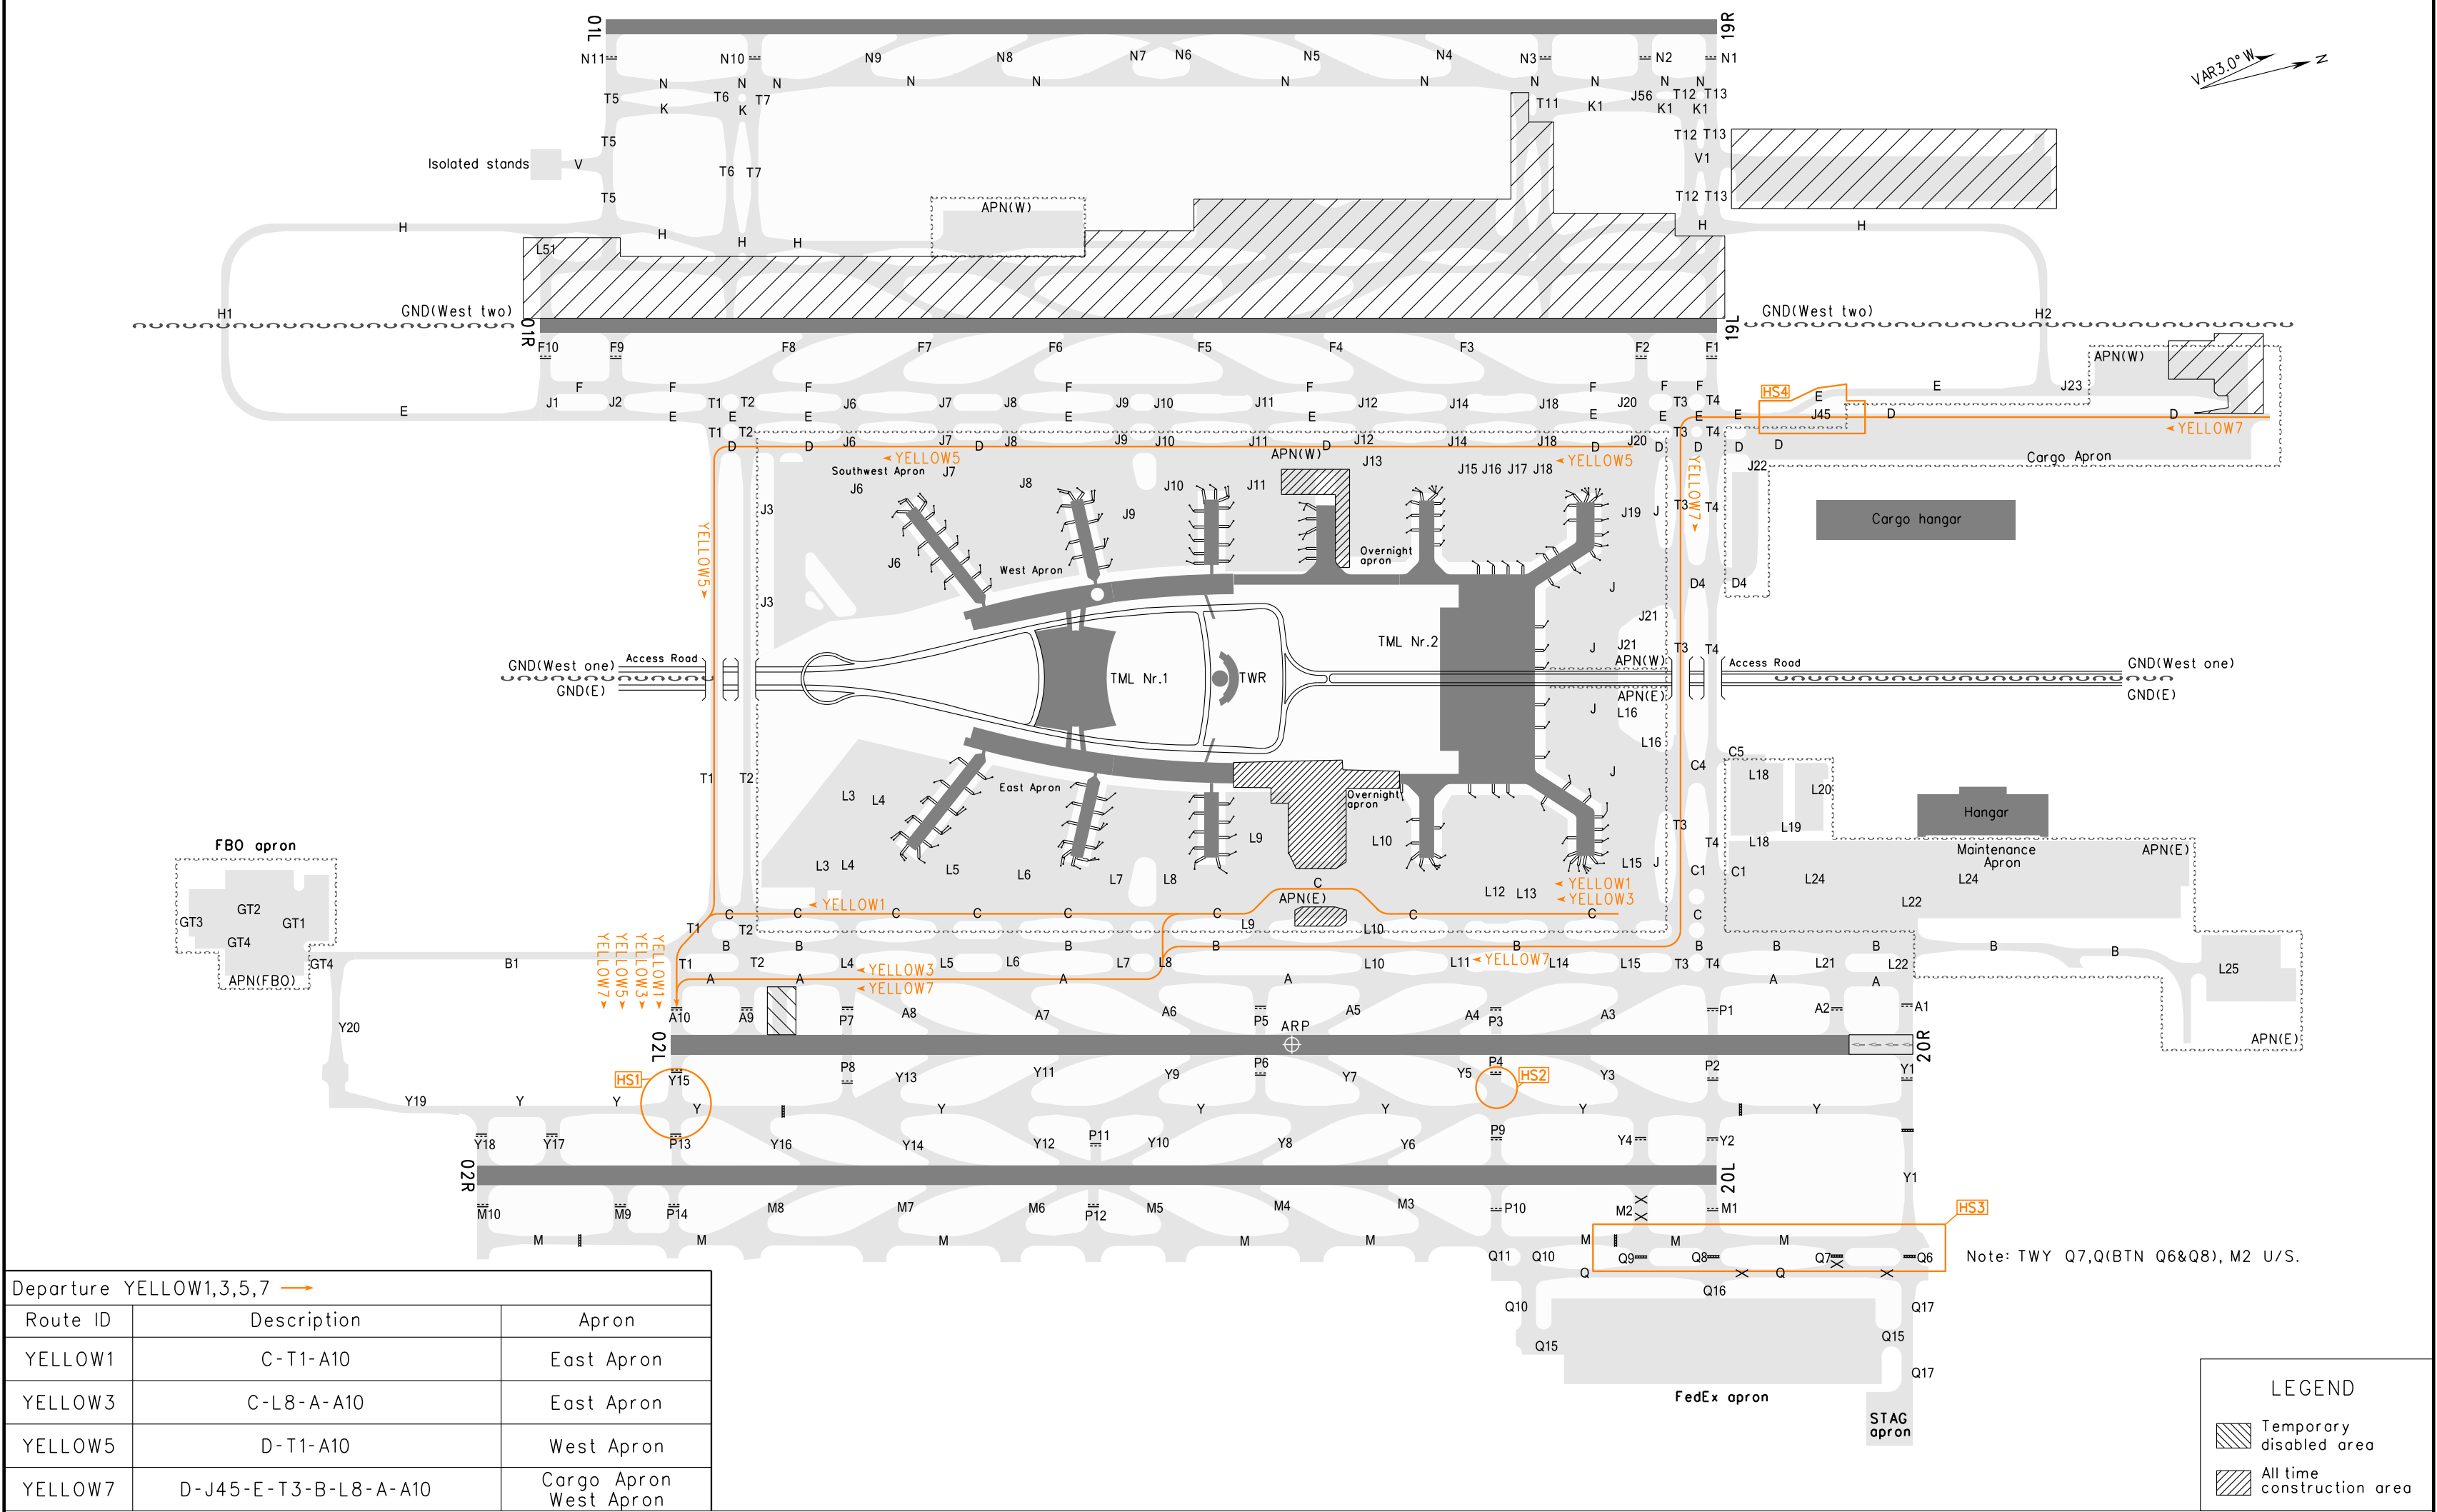 01L
19R
N11 N10 N9 N8 N7 N6 N5 N4 N3 N2 N1
VAR3.0° W N
N N N N N N N N N N N
T5 K T6 K T7 T11 K1 J56 K1 T12 K1 T13
T5 T12 T13
Isolated stands V T6 T7 V1
T5 T12 T13
APN(W)
H H H H H H
L51
H1 GND(West two) GND(West two) H2
01R
19L
F10 F9 F8 F7 F6 F5 F4 F3 F2 F1
APN(W)
F F F F F F F F
HS4
E J23
J1 J2 T1 T2 J6 J7 J8 J9 J10 J11 J12 J14 J18 J20 T3 T4 E
E E E E E E E E E E J45 D D
YELLOW7
T1 T2 T3 T4
D D J6 J7 D J8 J9 J10 J11 D J12 J14 J18 D J20 D D D D
YELLOW5 APN(W) YELLOW5
Southwest Apron J7 J13 J15 J16 J17 J18 J22 Cargo Apron
J6 J8 J10 J11
YELLOW7
J3 J9 J19 J T3 T4 Cargo hangar
YELLOW5
J6 West Apron Overnight
apron
J3 J D4 D4
J21
TML Nr.2 J J21 T3 T4
GND(West one) Access Road APN(W) Access Road GND(West one)
TML Nr.1 TWR
GND(E) APN(E) GND(E)
J L16
L16
C5
T1 T2 J C4 L18
East Apron Overnight
apron
L3 L4 L20
Hangar
T3 L19
FBO apron L9 L10 T4 L18 Maintenance
Apron APN(E)
L3 L4 L5 L6 L7 L8 L15 J C1 C1 L24 L24
YELLOW1
YELLOW3
C L12 L13
YELLOW1 APN(E) L22
GT3 GT2 GT1 C C C C C C C C C
T1 T2 L9 L10
GT4 B B B B B B B B B B
YELLOW7 YELLOW5 YELLOW3 YELLOW1
GT4 B1 T1 T2 L4 L5 L6 L7 L8 L10 L11 L14 L15 T3 T4 L21 L22 L25
YELLOW3 YELLOW7
APN(FBO) A A A A A A
YELLOW7
A10 A9 P7 A8 A7 A6 P5 A5 A4 P3 A3 P1 A2 A1
Y20 ARP APN(E)
02L
20R
HS1 Y15 P8 Y13 Y11 Y9 P6 Y7 Y5 P4 HS2 Y3 P2 Y1
Y19 Y Y Y Y Y Y Y Y
Y18 Y17 P13 Y16 Y14 Y12 P11 Y10 Y8 Y6 P9 Y4 Y2
02R
20L
Y1
M10 M9 P14 M8 M7 M6 P12 M5 M4 M3 P10 M2 M1 HS3
M M M M M M M M
Q11 Q10 Q9 Q8 Q7 Q6 Note: TWY Q7,Q(BTN Q6&Q8), M2 U/S.
Q Q
Q16
Q10 Q17
Q15 Q15
Q17
FedEx apron
STAG
apron
Departure YELLOW1,3,5,7
Route ID Description Apron
YELLOW1 C-T1-A10 East Apron
YELLOW3 C-L8-A-A10 East Apron
YELLOW5 D-T1-A10 West Apron
YELLOW7 D-J45-E-T3-B-L8-A-A10 Cargo Apron
West Apron
LEGEND
Temporary
disabled area
All time
construction area